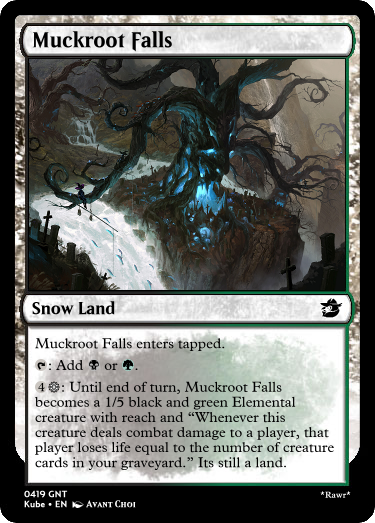 Muckroot Falls
Snow Land
Muckroot Falls enters tapped.
: Add or .
4 : Until end of turn, Muckroot Falls
becomes a 1/5 black and green Elemental
creature with reach and “Whenever this
creature deals combat damage to a player, that
player loses life equal to the number of creature
cards in your graveyard.” Its still a land.
0419 GNT
Kube • EN Avant Choi
*Rawr*